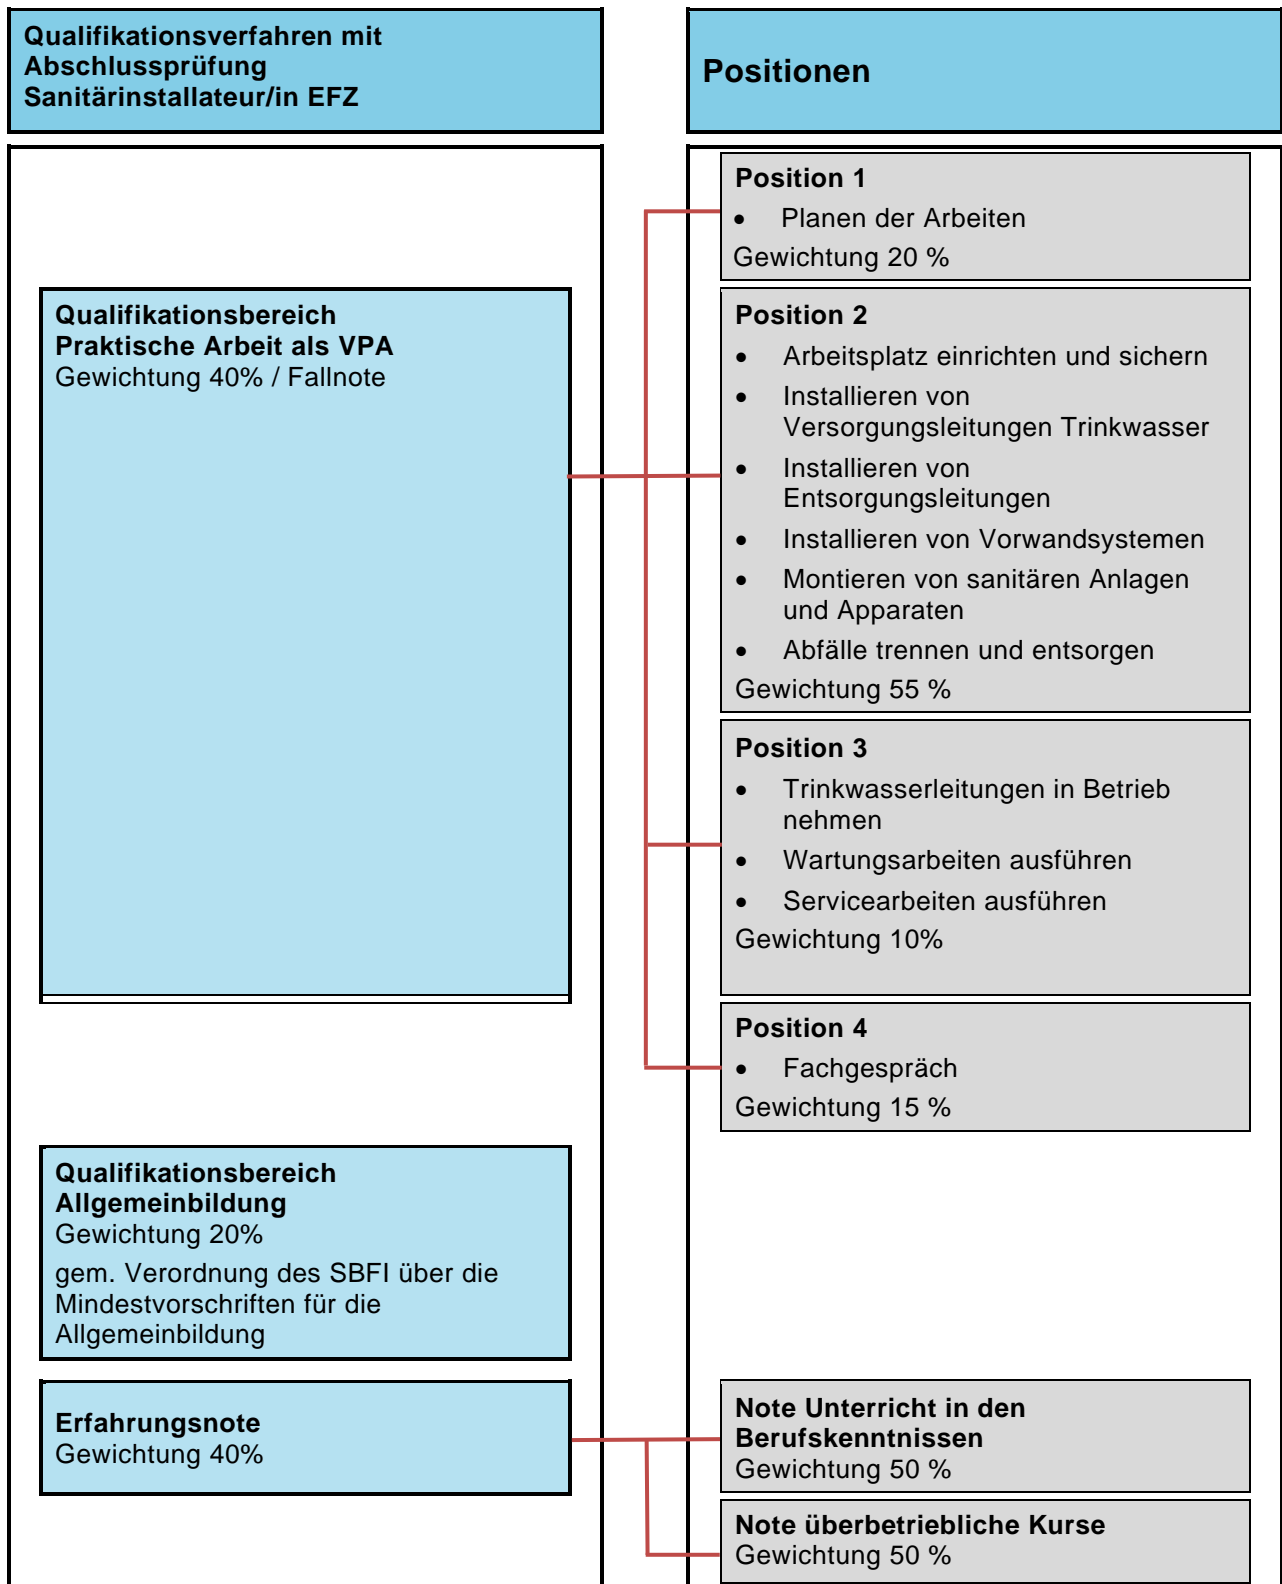 Qualifikationsverfahren mit
Abschlussprüfung
Sanitärinstallateur/in EFZ
Positionen
Position 1
• Planen der Arbeiten
Gewichtung 20 %
Qualifikationsbereich
Praktische Arbeit als VPA
Gewichtung 40% / Fallnote
Position 2
• Arbeitsplatz einrichten und sichern
• Installieren von
Versorgungsleitungen Trinkwasser
• Installieren von
Entsorgungsleitungen
• Installieren von Vorwandsystemen
• Montieren von sanitären Anlagen
und Apparaten
• Abfälle trennen und entsorgen
Gewichtung 55 %
Position 3
• Trinkwasserleitungen in Betrieb
nehmen
• Wartungsarbeiten ausführen
• Servicearbeiten ausführen
Gewichtung 10%
Position 4
• Fachgespräch
Gewichtung 15 %
Qualifikationsbereich
Allgemeinbildung
Gewichtung 20%
gem. Verordnung des SBFI über die
Mindestvorschriften für die
Allgemeinbildung
Erfahrungsnote
Gewichtung 40%
Note Unterricht in den
Berufskenntnissen
Gewichtung 50 %
Note überbetriebliche Kurse
Gewichtung 50 %